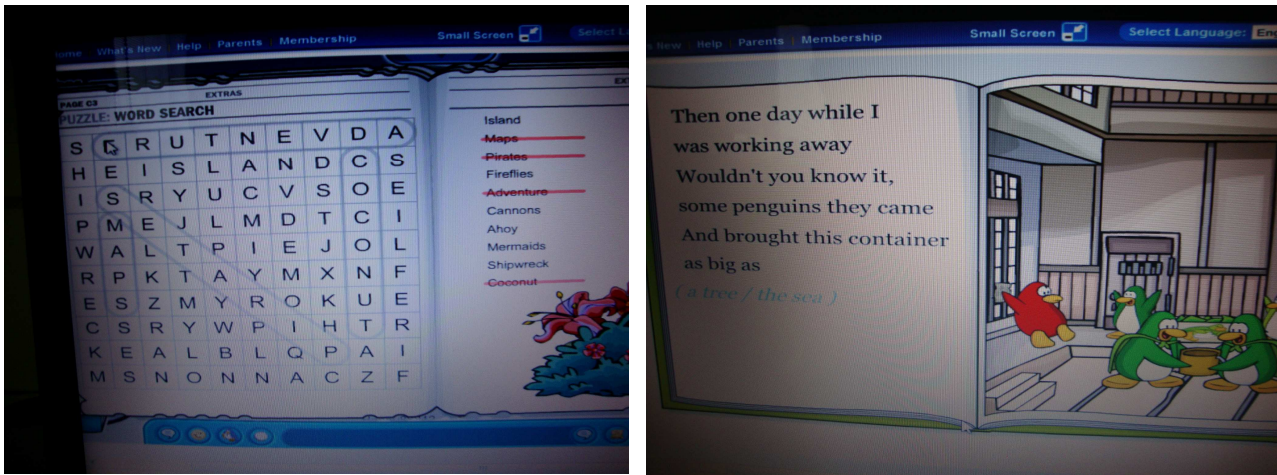 What's New Help Parents Membership Small Screen Select
EXTRAS
PAGE C3
PUZZLE: WORD SEARCH
S E R U T N E V D A
H E I S L A N D C S
I S R Y U C V S O E
P M E J L M D T C I
W A L T P I E J O L
R P K T A Y M X N F
E S Z M Y R O K U E
C S R Y W P I H T R
K E A L B L Q P A I
M S N O N N A C Z F
Island
Maps
Pirates
Fireflies
Adventure
Cannons
Ahoy
Mermaids
Shipwreck
Coconut
New Help Parents Membership Small Screen Select Language:
Then one day while I
was working away
Wouldn't you know it,
some penguins they came
And brought this container
as big as
( a tree / the sea )